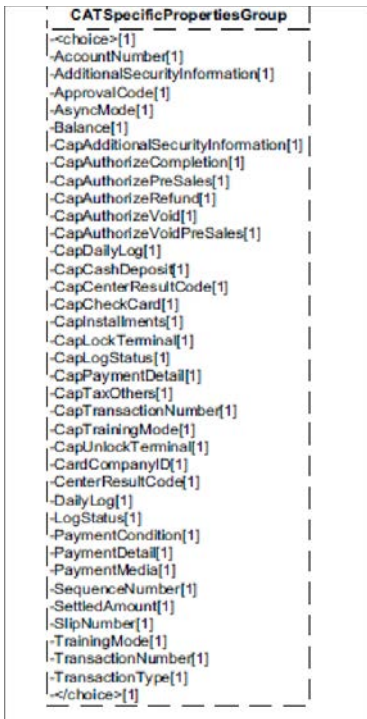 CATSpecificPropertiesGroup
-<choice>[1]
-AccountNumber[1]
-AdditionalSecurityInformation[1]
-ApprovalCode[1]
-AsyncMode[1]
-Balance[1]
-CapAdditionalSecurityInformation[1]
-CapAuthorizeCompletion[1]
-CapAuthorizePreSales[1]
-CapAuthorizeRefund[1]
-CapAuthorizeVoid[1]
-CapAuthorizeVoidPreSales[1]
-CapDailyLog[1]
-CapCashDeposit[1]
-CapCenterResultCode[1]
-CapCheckCard[1]
-CapInstallments[1]
-CapLockTerminal[1]
-CapLogStatus[1]
-CapPaymentDetail[1]
-CapTaxOthers[1]
-CapTransactionNumber[1]
-CapTrainingMode[1]
-CapUnlockTerminal[1]
-CardCompanyID[1]
-CenterResultCode[1]
-DailyLog[1]
-LogStatus[1]
-PaymentCondition[1]
-PaymentDetail[1]
-PaymentMedia[1]
-SequenceNumber[1]
-SettledAmount[1]
-SlipNumber[1]
-TrainingMode[1]
-TransactionNumber[1]
-TransactionType[1]
-</choice>[1]